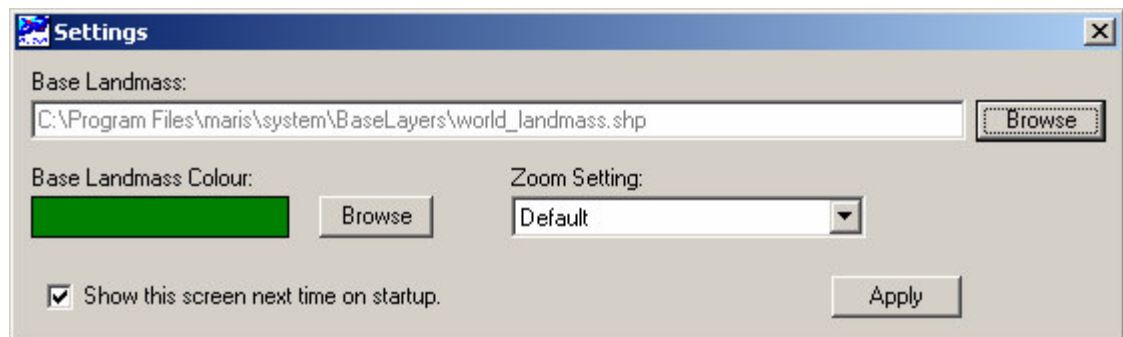 Settings
Base Landmass:
C:\Program Files\maris\system\BaseLayers\world_landmass.shp
Browse
Base Landmass Colour:
Zoom Setting:
Browse
Default
Show this screen next time on startup.
Apply